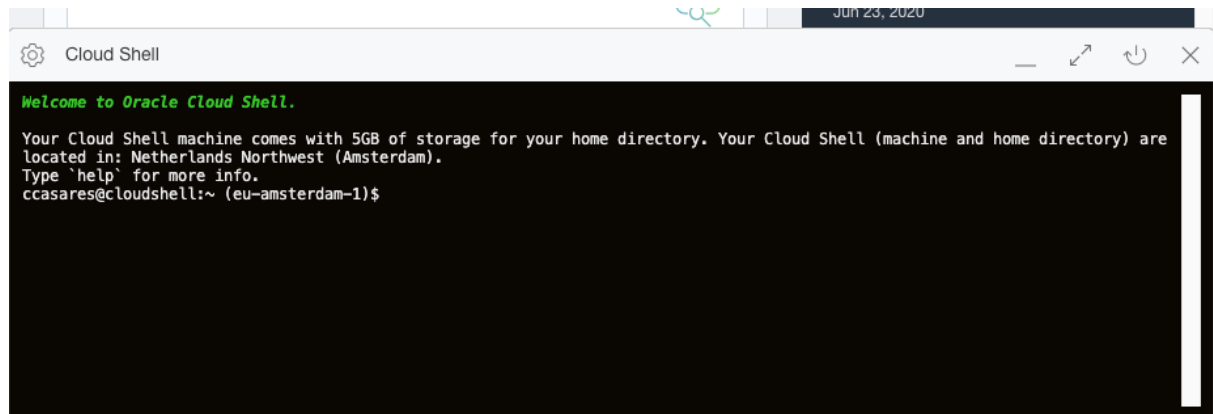 Jun 23, 2020
Cloud Shell
Welcome to Oracle Cloud Shell.
Your Cloud Shell machine comes with 5GB of storage for your home directory. Your Cloud Shell (machine and home directory) are
located in: Netherlands Northwest (Amsterdam).
Type `help` for more info.
ccasares@cloudshell:~ (eu-amsterdam-1)$